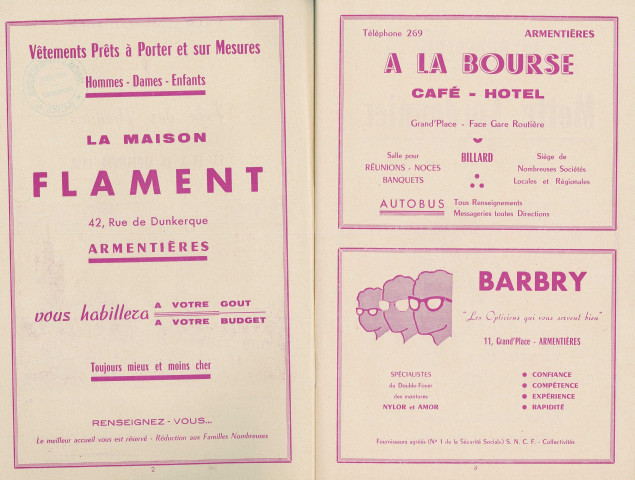 Vêtements Prêts à Porter et sur Mesures
Hommes - Dames - Enfants
LA MAISON
FLAMENT
42, Rue de Dunkerque
ARMENTIÈRES
vous habillera
A VOTRE GOUT
A VOTRE BUDGET
Toujours mieux et moins cher
RENSEIGNEZ - VOUS...
Le meilleur accueil vous est réservé - Réduction aux Familles Nombreuses
2
Téléphone 269 ARMENTIÈRES
A LA BOURSE
CAFÉ - HOTEL
Grand'Place - Face Gare Routière
Salle pour
RÉUNIONS - NOCES
BANQUETS
BILLARD
Siège de
Nombreuses Sociétés
Locales et Régionales
AUTOBUS
Tous Renseignements
Messageries toutes Directions
BARBRY
"Les Opticiens qui vous servent bien"
11, Grand'Place - ARMENTIÈRES
SPÉCIALISTES
du Double-Foyer
des montures
NYLOR et AMOR
● CONFIANCE
● COMPÉTENCE
● EXPÉRIENCE
● RAPIDITÉ
Fournisseurs agréés (N° 1 de la Sécurité Sociale) S. N. C. F. - Collectivités